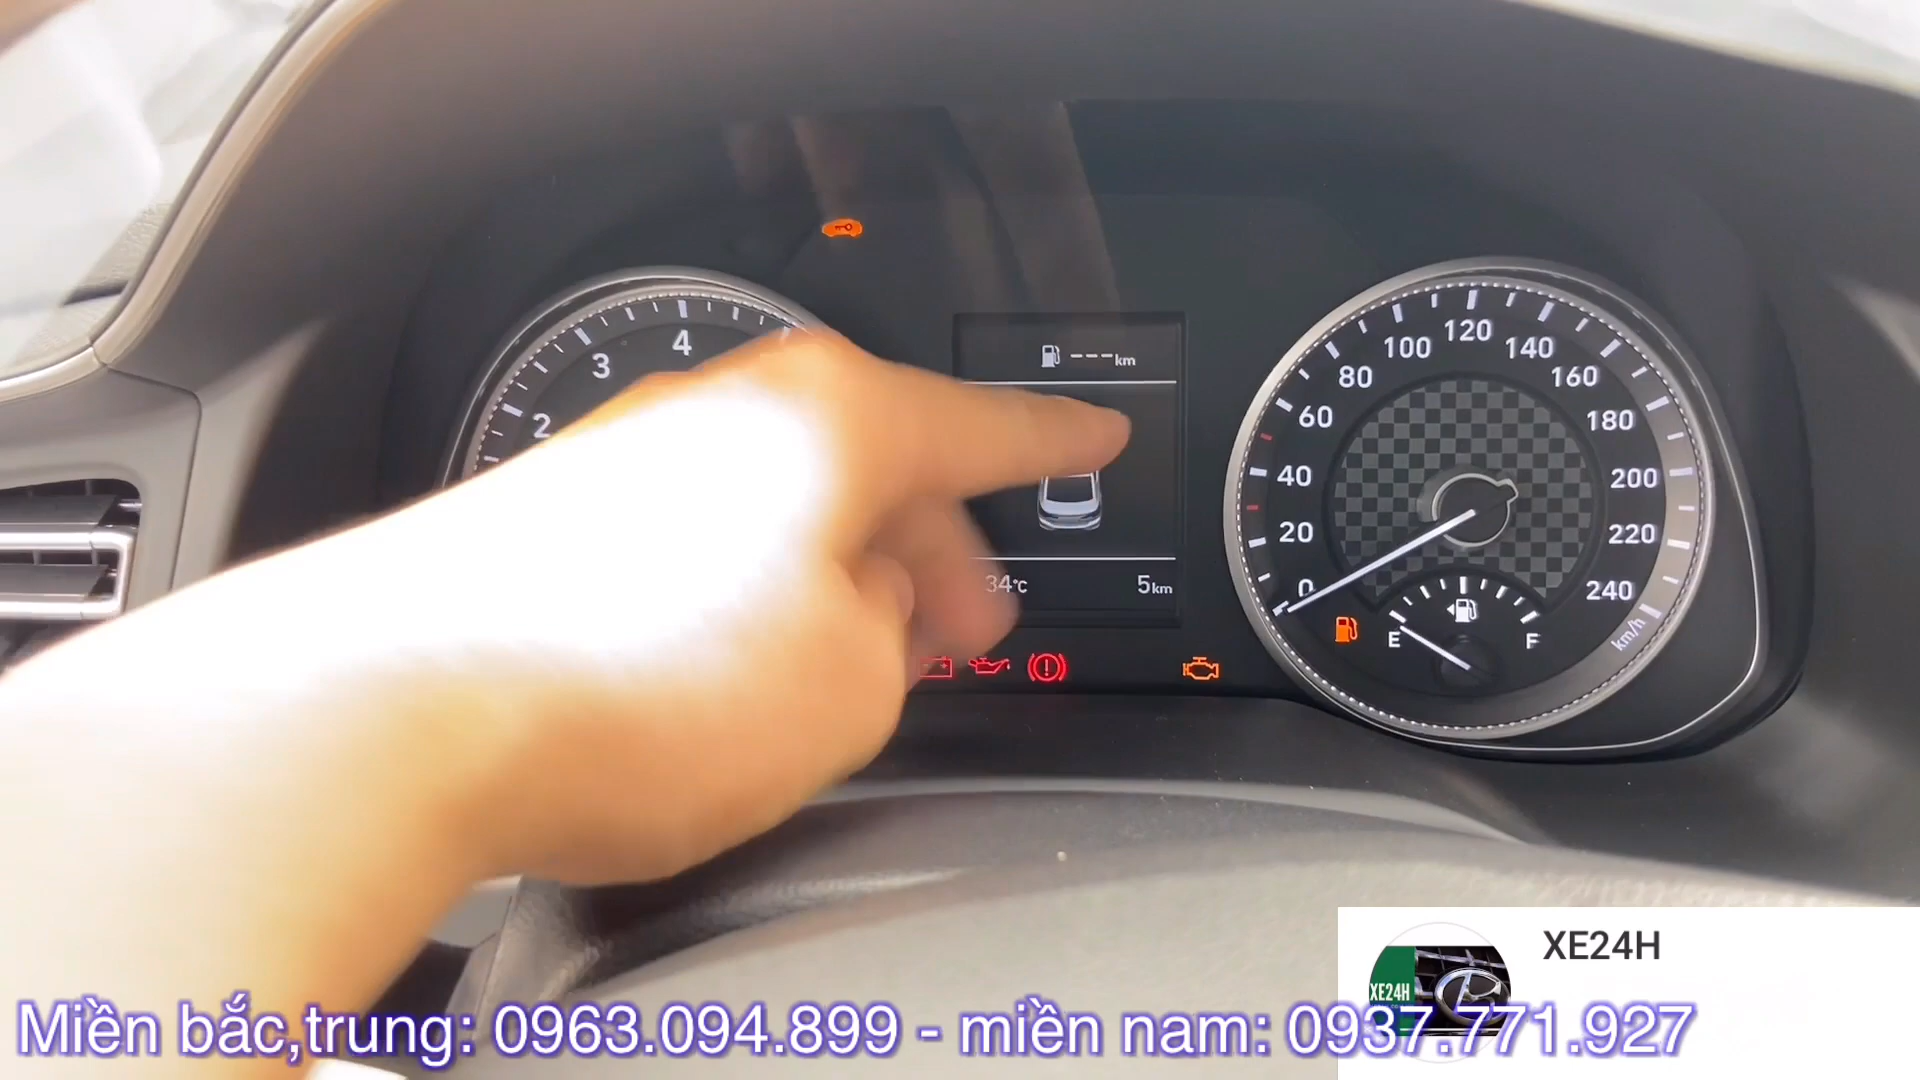 ---km
4
3
2
34°C
5km
0
20
40
60
80
100
120
140
160
180
200
220
240
km/h
E
F
XE24H
XE24H
Miền bắc,trung: 0963.094.899 - miền nam: 0937.771.927